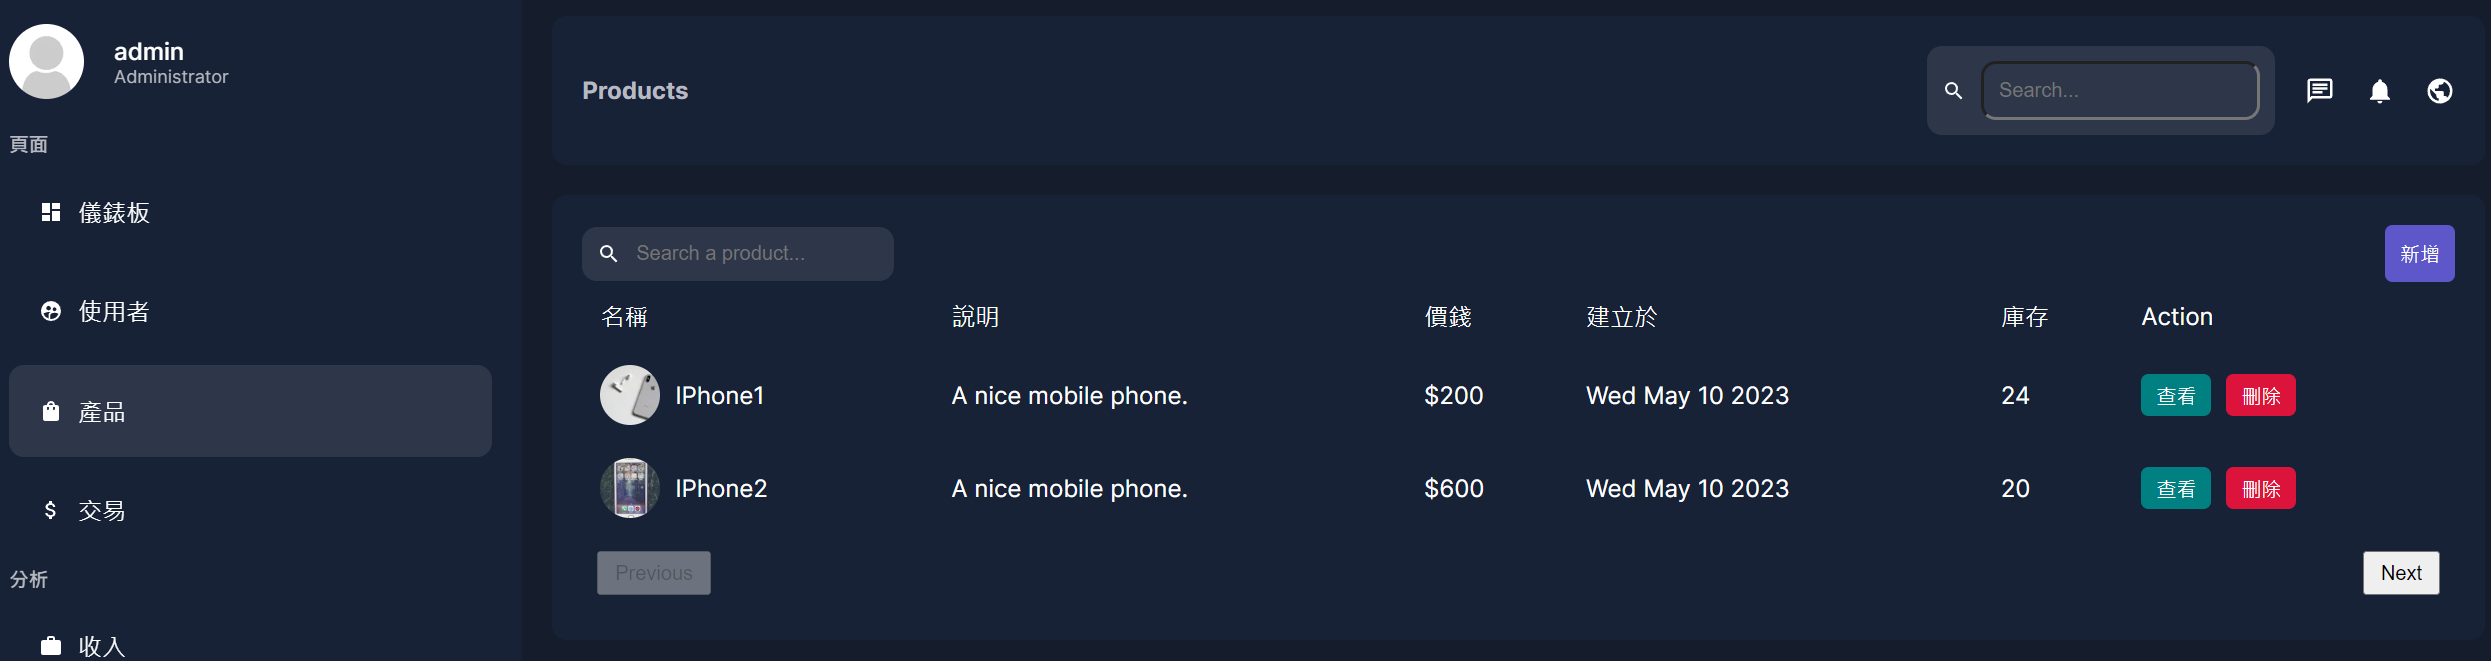 admin
Administrator
頁面
儀錶板
使用者
產品
交易
分析
收入
Products
Search...
Search a product...
新增
名稱 說明 價錢 建立於 庫存 Action
IPhone1 A nice mobile phone. $200 Wed May 10 2023 24 查看 刪除
IPhone2 A nice mobile phone. $600 Wed May 10 2023 20 查看 刪除
Previous
Next